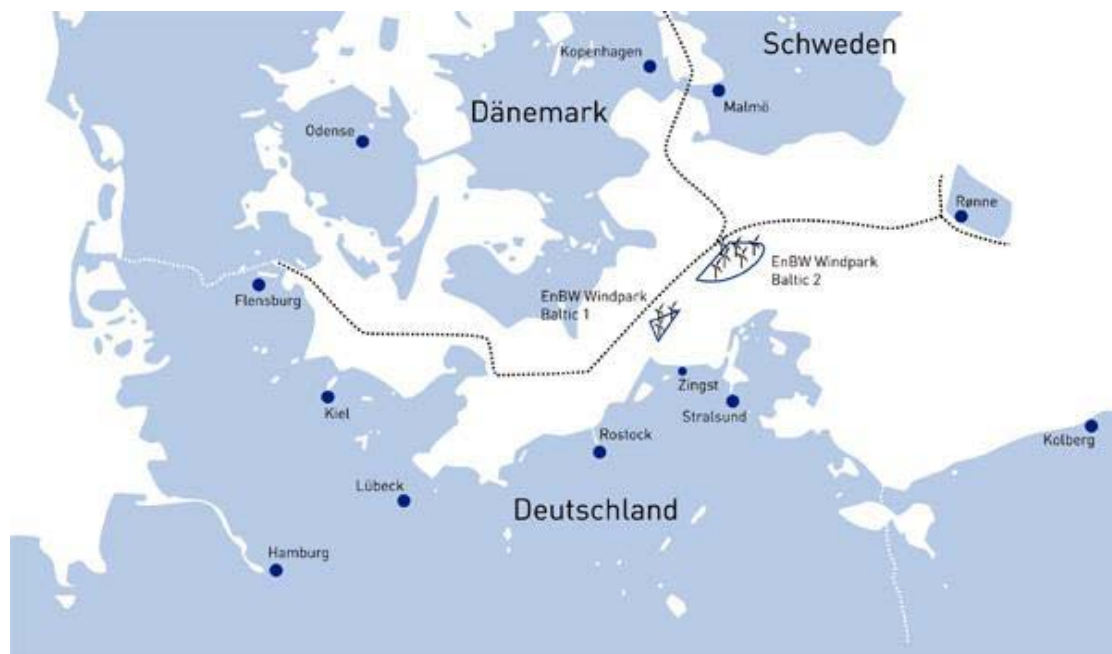 Schweden
Kopenhagen
Malmö
Dänemark
Odense
Rønne
EnBW Windpark
Baltic 2
EnBW Windpark
Baltic 1
Flensburg
Zingst
Kiel
Stralsund
Rostock
Kolberg
Lübeck
Deutschland
Hamburg